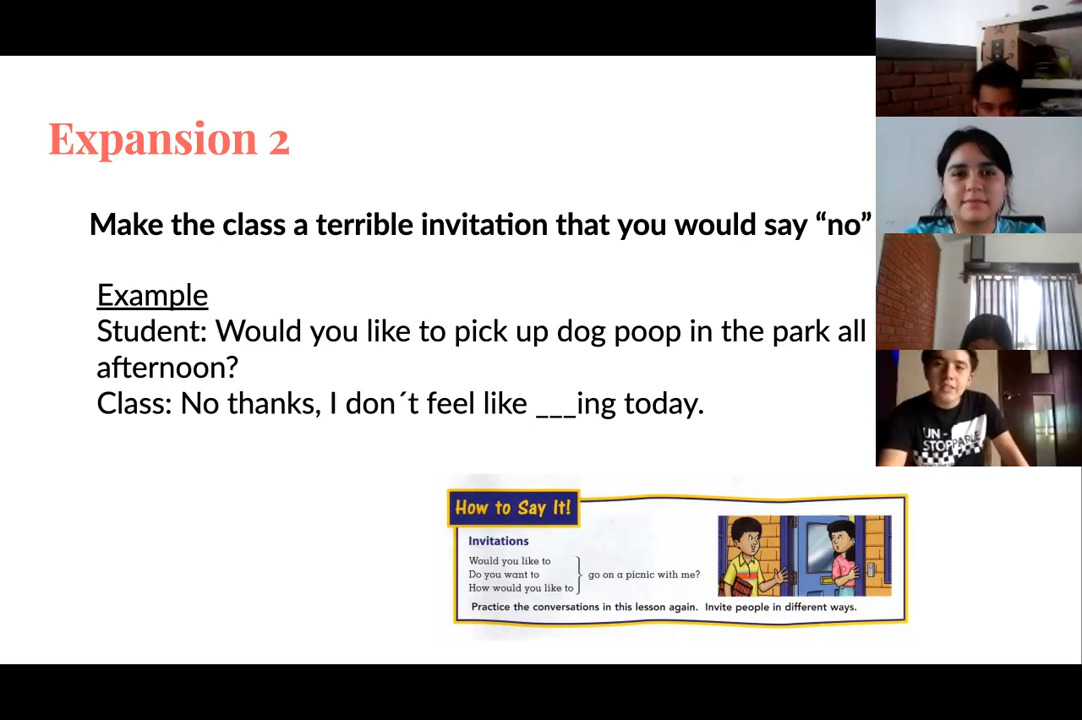 Expansion 2
Make the class a terrible invitation that you would say “no”
Example
Student: Would you like to pick up dog poop in the park all
afternoon?
Class: No thanks, I don´t feel like ___ing today.
UN-
STOPPABLE
How to Say It!
Invitations
Would you like to
Do you want to
How would you like to
go on a picnic with me?
Practice the conversations in this lesson again. Invite people in different ways.